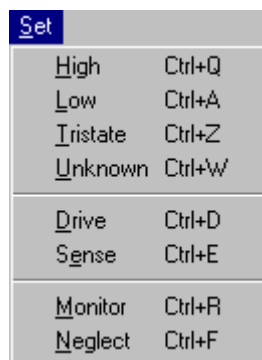 Set
High Ctrl+Q
Low Ctrl+A
Tristate Ctrl+Z
Unknown Ctrl+W
Drive Ctrl+D
Sense Ctrl+E
Monitor Ctrl+R
Neglect Ctrl+F